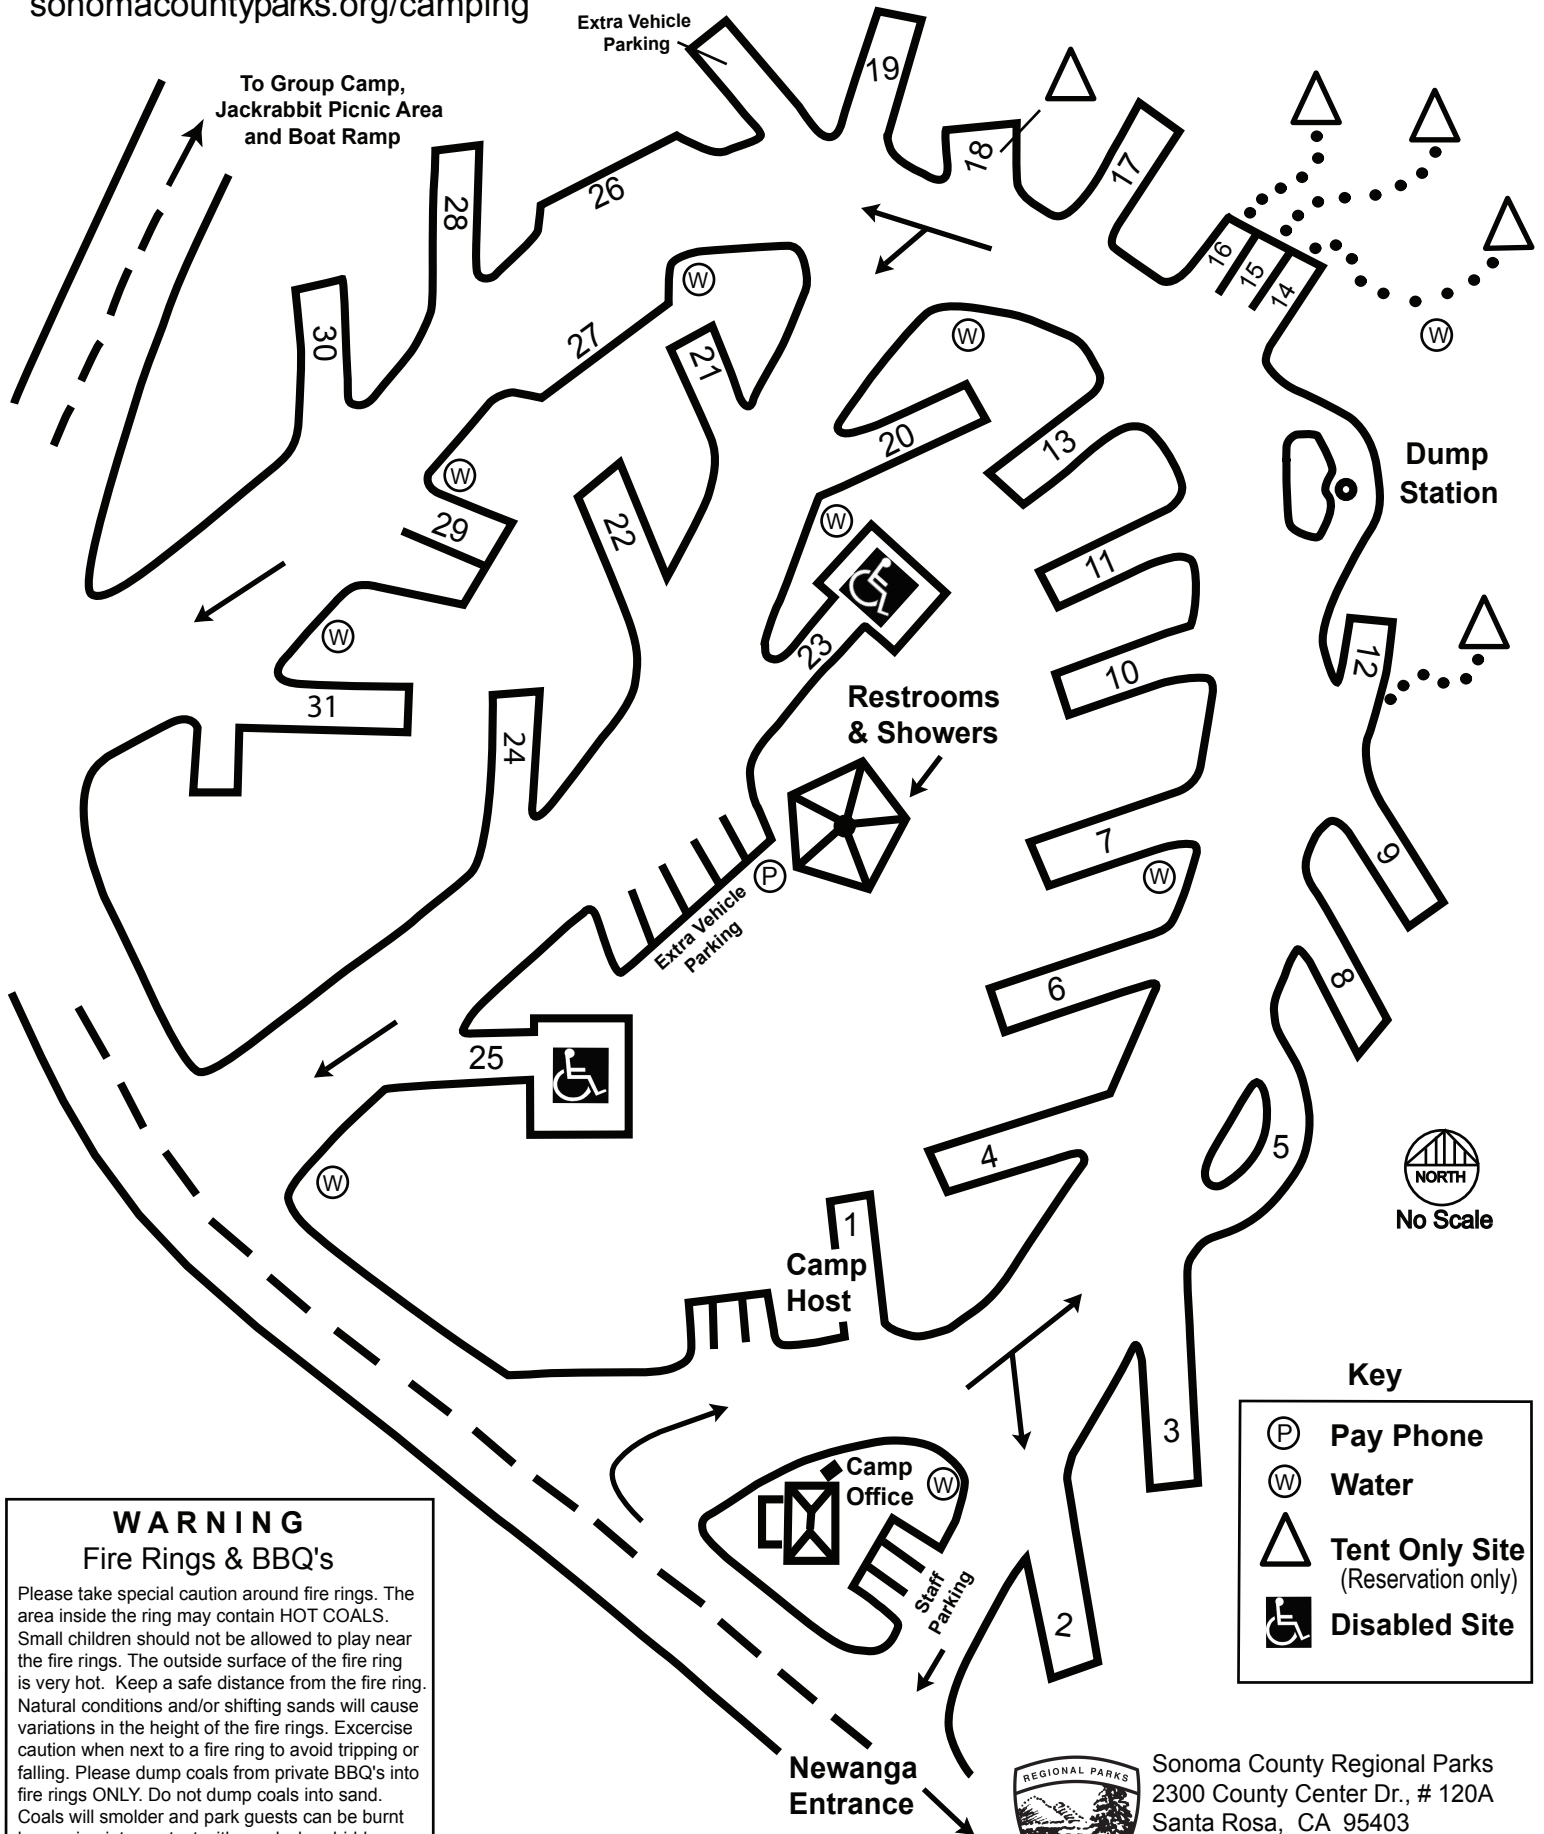 sonomacountyparks.org/camping
Extra Vehicle
Parking
To Group Camp,
Jackrabbit Picnic Area
and Boat Ramp
19
18
17
16
15
14
28
26
30
27
21
W
W
W
20
13
Dump
Station
W
29
22
W
11
W
23
12
10
31
24
Restrooms
& Showers
7
9
P
W
Extra Vehicle
Parking
6
8
25
5
4
W
NORTH
No Scale
1
Camp
Host
3
Camp
Office
W
Staff
Parking
2
Key
P Pay Phone
W Water
Tent Only Site
(Reservation only)
Disabled Site
WARNING
Fire Rings & BBQ's
Please take special caution around fire rings. The
area inside the ring may contain HOT COALS.
Small children should not be allowed to play near
the fire rings. The outside surface of the fire ring
is very hot. Keep a safe distance from the fire ring.
Natural conditions and/or shifting sands will cause
variations in the height of the fire rings. Excercise
caution when next to a fire ring to avoid tripping or
falling. Please dump coals from private BBQ's into
fire rings ONLY. Do not dump coals into sand.
Coals will smolder and park guests can be burnt
Newanga
Entrance
REGIONAL PARKS
Sonoma County Regional Parks
2300 County Center Dr., # 120A
Santa Rosa, CA 95403